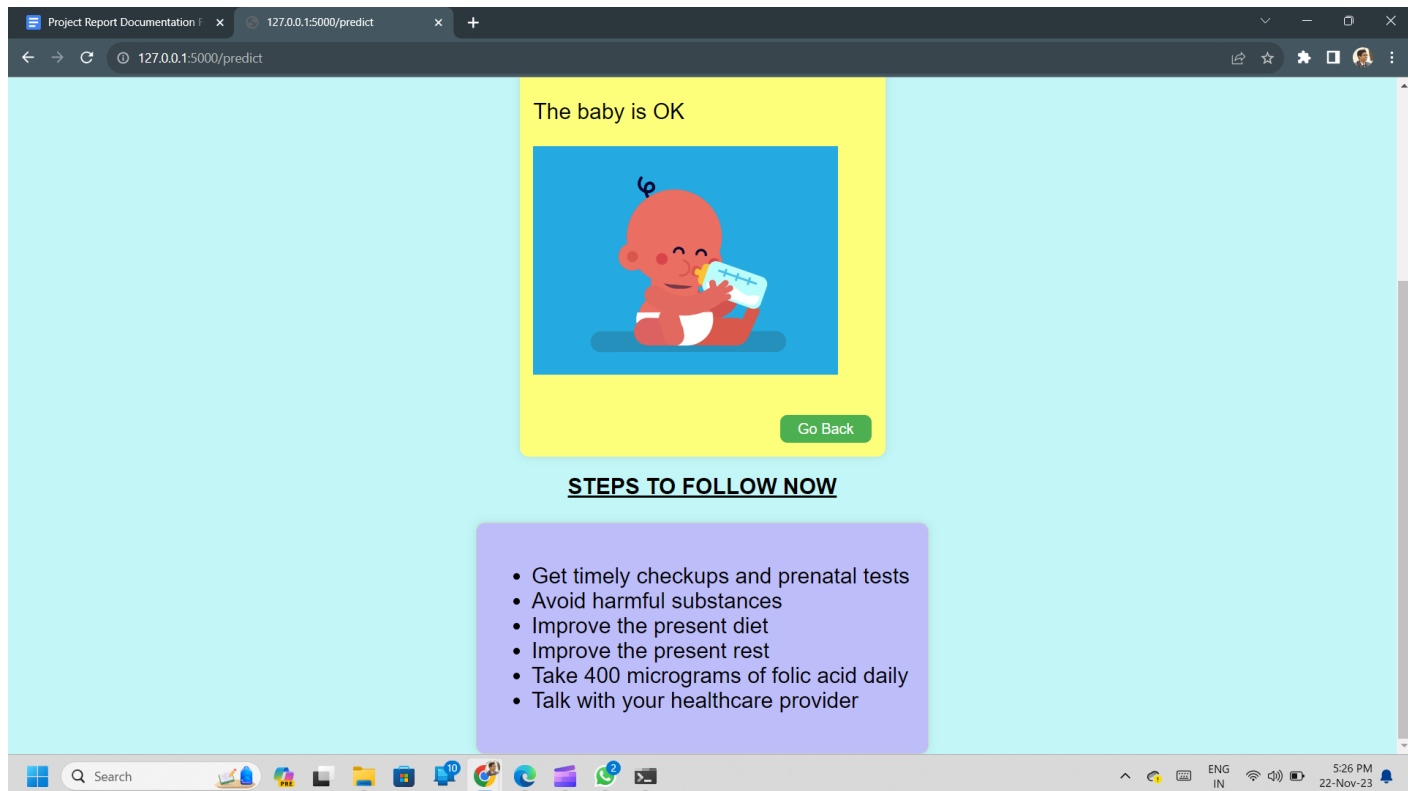 Project Report Documentation F
127.0.0.1:5000/predict
127.0.0.1:5000/predict
The baby is OK
Go Back
STEPS TO FOLLOW NOW
Get timely checkups and prenatal tests
Avoid harmful substances
Improve the present diet
Improve the present rest
Take 400 micrograms of folic acid daily
Talk with your healthcare provider
Search
PRE
10
2
ENG
IN
5:26 PM
22-Nov-23